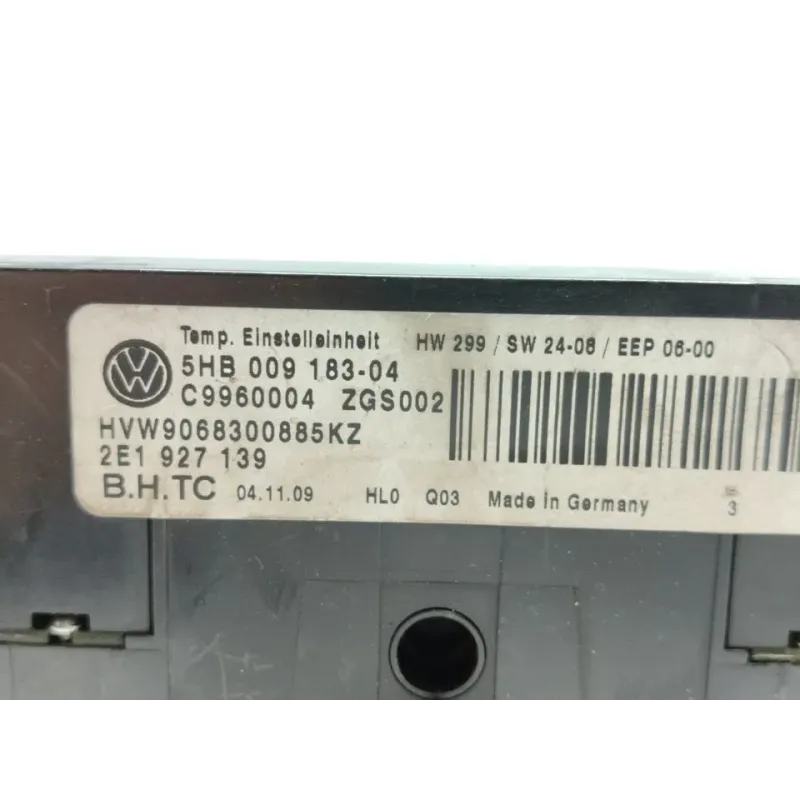 Temp. Einstelleinheit HW 299 / SW 24-06 / EEP 06-00
5HB 009 183-04
C9960004 ZGS002
HVW9068300885KZ
2E1 927 139
B.H.TC 04.11.09 HL0 Q03 Made in Germany 3